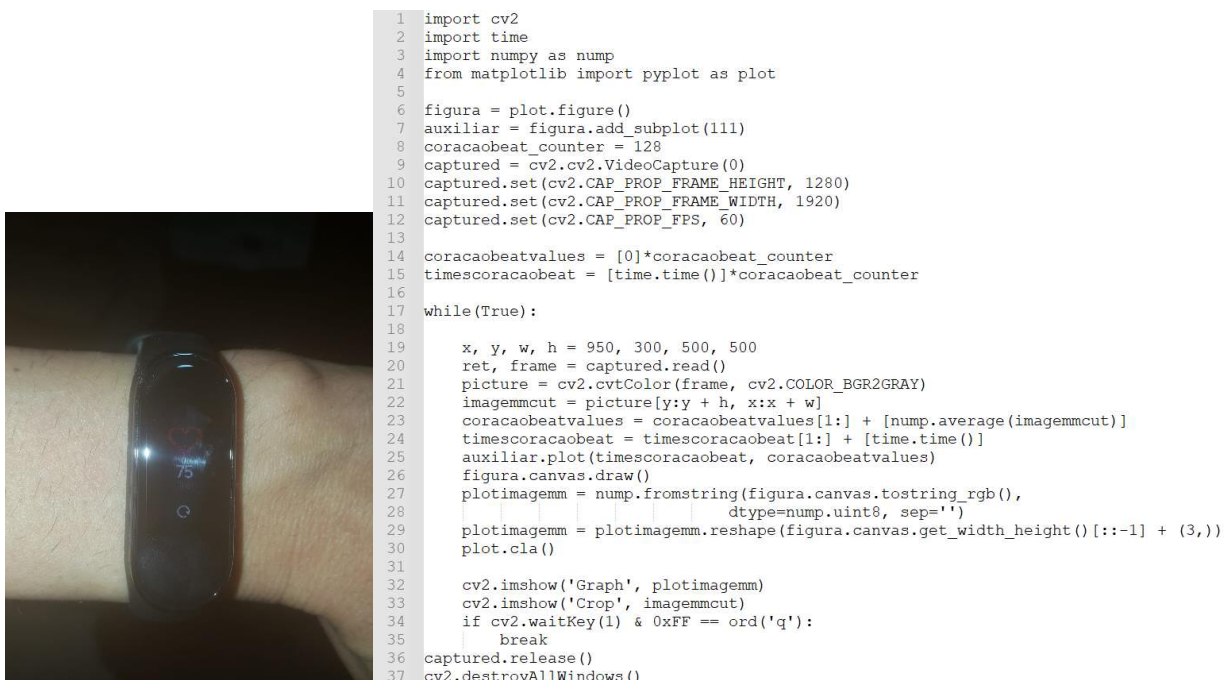 75
1 import cv2
2 import time
3 import numpy as nump
4 from matplotlib import pyplot as plot
5
6 figura = plot.figure()
7 auxiliar = figura.add_subplot(111)
8 coracaobeat_counter = 128
9 captured = cv2.cv2.VideoCapture(0)
10 captured.set(cv2.CAP_PROP_FRAME_HEIGHT, 1280)
11 captured.set(cv2.CAP_PROP_FRAME_WIDTH, 1920)
12 captured.set(cv2.CAP_PROP_FPS, 60)
13
14 coracaobeatvalues = [0]*coracaobeat_counter
15 timescoracaobeat = [time.time()]*coracaobeat_counter
16
17 while(True):
18
19     x, y, w, h = 950, 300, 500, 500
20     ret, frame = captured.read()
21     picture = cv2.cvtColor(frame, cv2.COLOR_BGR2GRAY)
22     imagemmcut = picture[y:y + h, x:x + w]
23     coracaobeatvalues = coracaobeatvalues[1:] + [nump.average(imagemmcut)]
24     timescoracaobeat = timescoracaobeat[1:] + [time.time()]
25     auxiliar.plot(timescoracaobeat, coracaobeatvalues)
26     figura.canvas.draw()
27     plotimagemm = nump.fromstring(figura.canvas.tostring_rgb(),
28                                 dtype=nump.uint8, sep='')
29     plotimagemm = plotimagemm.reshape(figura.canvas.get_width_height()[::-1] + (3,))
30     plot.cla()
31
32     cv2.imshow('Graph', plotimagemm)
33     cv2.imshow('Crop', imagemmcut)
34     if cv2.waitKey(1) & 0xFF == ord('q'):
35         break
36 captured.release()
37 cv2.destroyAllWindows()